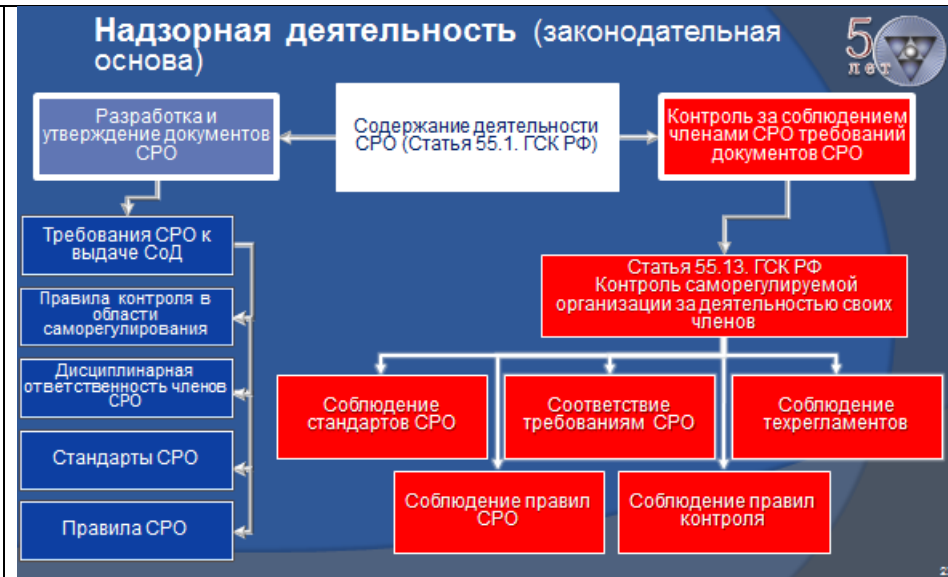 Надзорная деятельность (законодательная
основа)
50
лет
Разработка и
утверждение документов
СРО
Содержание деятельности
СРО (Статья 55.1. ГСК РФ)
Контроль за соблюдением
членами СРО требований
документов СРО
Требования СРО к
выдаче СоД
Правила контроля в
области
саморегулирования
Дисциплинарная
ответственность членов
СРО
Стандарты СРО
Правила СРО
Статья 55.13. ГСК РФ
Контроль саморегулируемой
организации за деятельностью своих
членов
Соблюдение
стандартов СРО
Соответствие
требованиям СРО
Соблюдение
техрегламентов
Соблюдение правил
СРО
Соблюдение правил
контроля
2